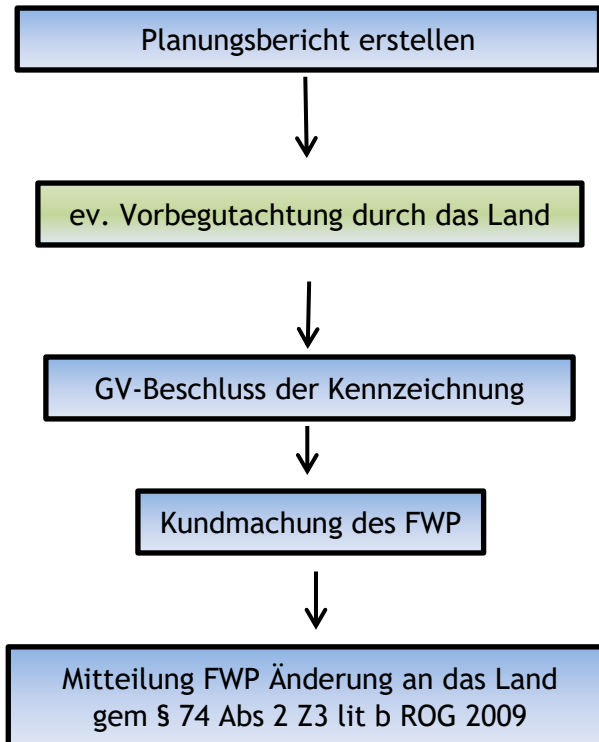 Planungsbericht erstellen
ev. Vorbegutachtung durch das Land
GV-Beschluss der Kennzeichnung
Kundmachung des FWP
Mitteilung FWP Änderung an das Land
gem § 74 Abs 2 Z3 lit b ROG 2009